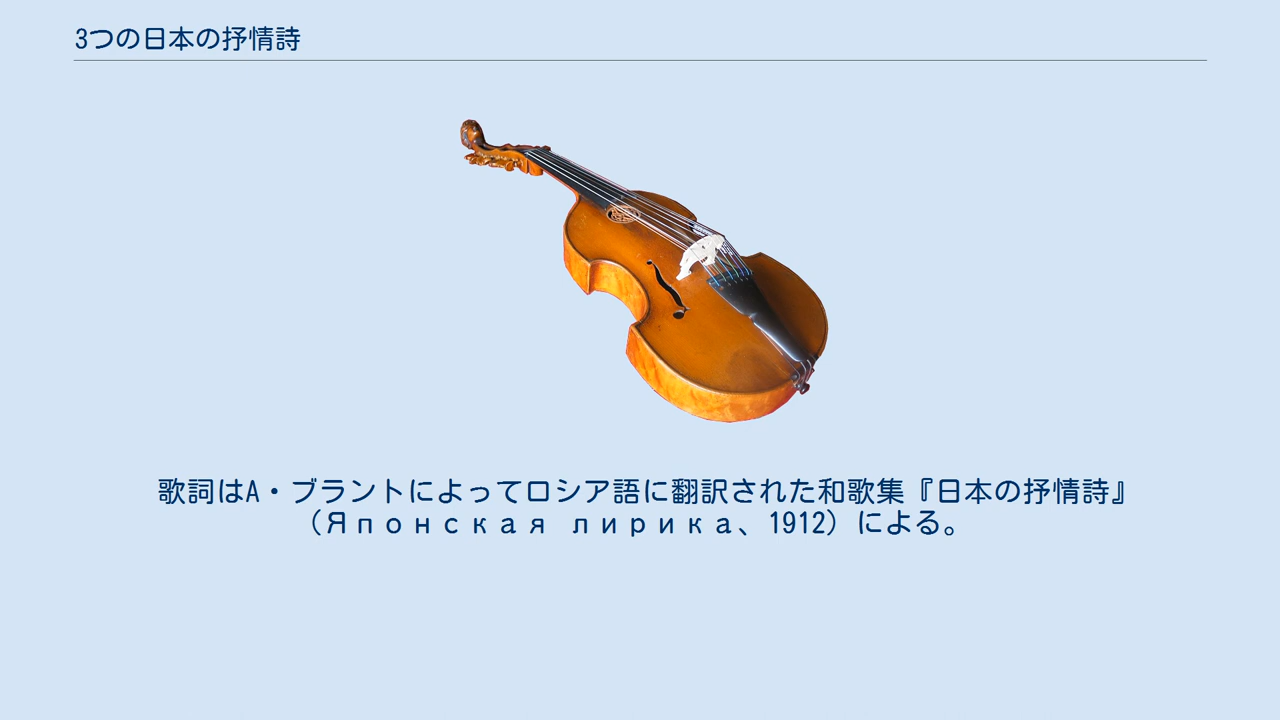 3つの日本の抒情詩
歌詞はA・ブラントによってロシア語に翻訳された和歌集『日本の抒情詩』
（Японская лирика、1912）による。